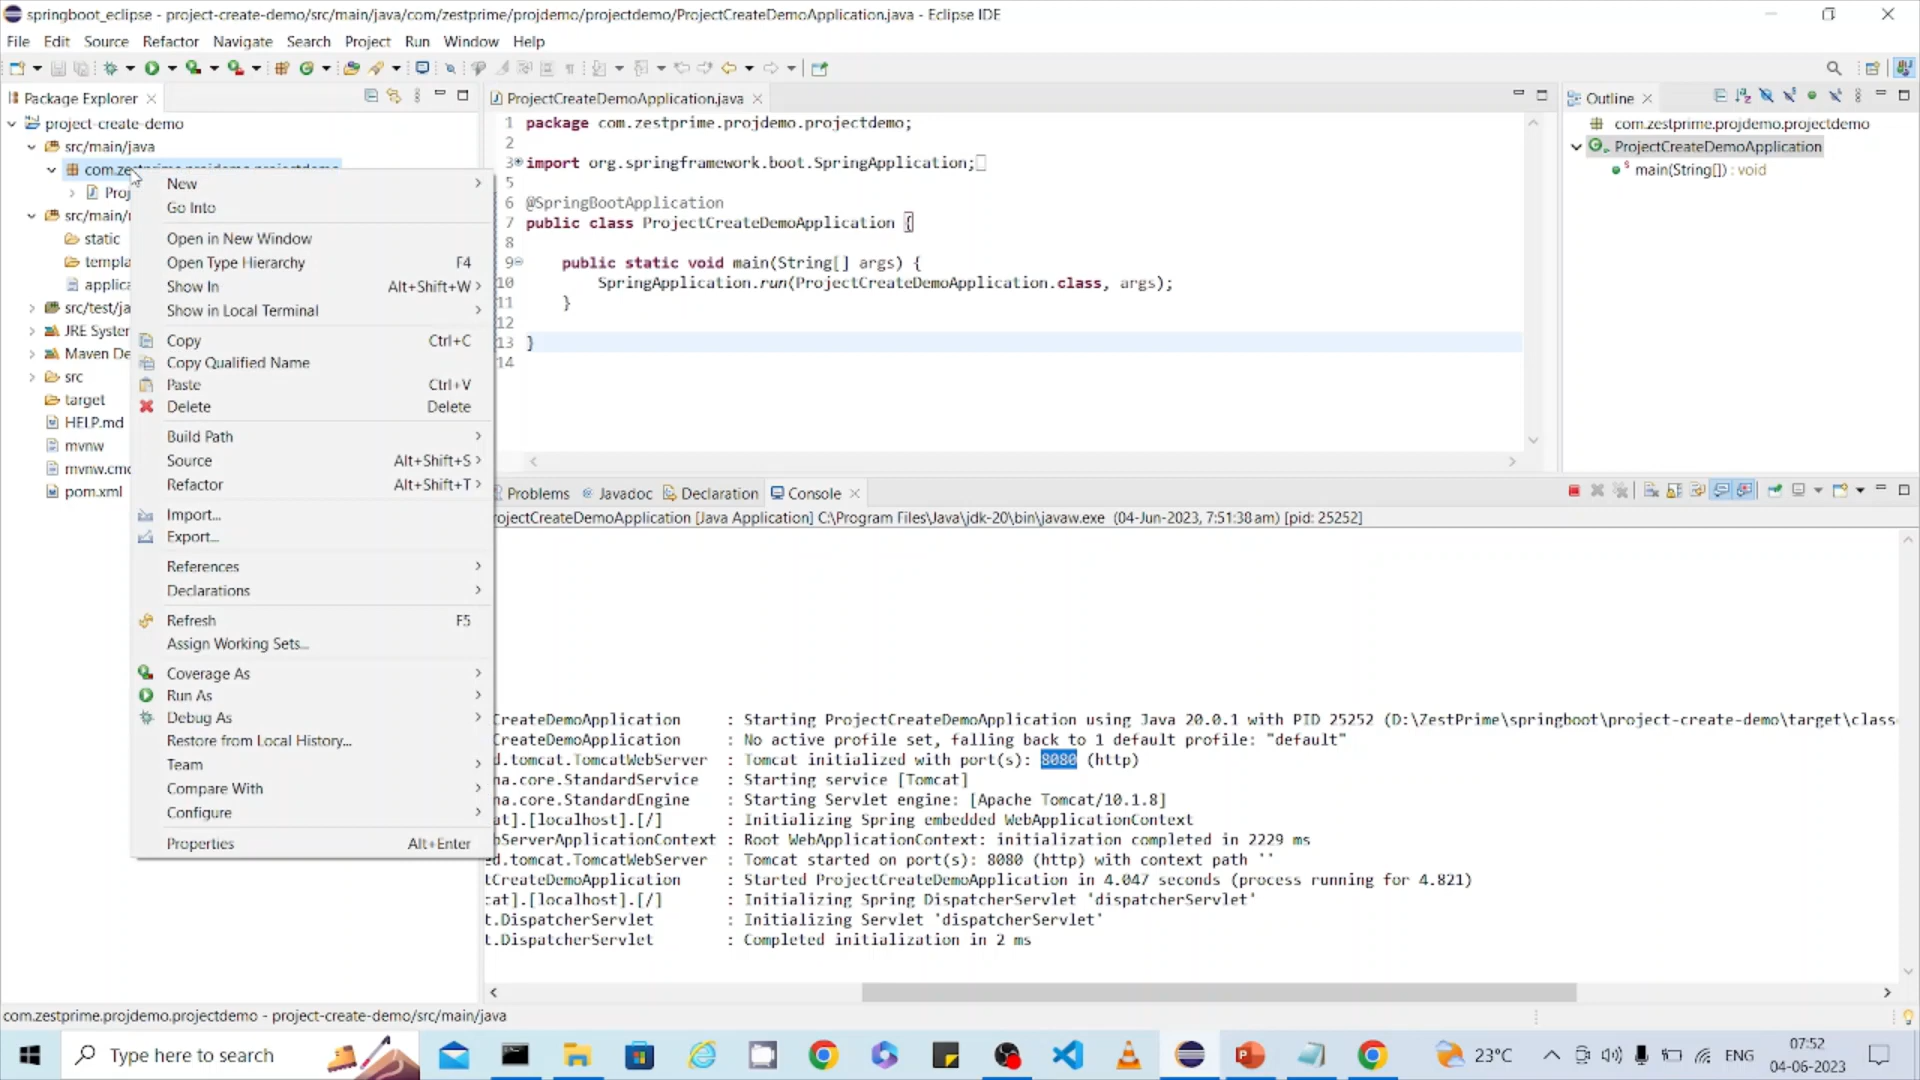 springboot_eclipse - project-create-demo/src/main/java/com/zestprime/projdemo/projectdemo/ProjectCreateDemoApplication.java - Eclipse IDE
File Edit Source Refactor Navigate Search Project Run Window Help
Package Explorer
project-create-demo
src/main/java
com.zestprime.projdemo.projectdemo
Proj
src/main/r
static
templa
applica
src/test/ja
JRE System
Maven De
src
target
HELP.md
mvnw
mvnw.cmd
pom.xml
New
Go Into
Open in New Window
Open Type Hierarchy F4
Show In Alt+Shift+W
Show in Local Terminal
Copy Ctrl+C
Copy Qualified Name
Paste Ctrl+V
Delete Delete
Build Path
Source Alt+Shift+S
Refactor Alt+Shift+T
Import...
Export...
References
Declarations
Refresh F5
Assign Working Sets...
Coverage As
Run As
Debug As
Restore from Local History...
Team
Compare With
Configure
Properties Alt+Enter
ProjectCreateDemoApplication.java
1 package com.zestprime.projdemo.projectdemo;
2
3 import org.springframework.boot.SpringApplication;
5
6 @SpringBootApplication
7 public class ProjectCreateDemoApplication {
8
9 public static void main(String[] args) {
10 SpringApplication.run(ProjectCreateDemoApplication.class, args);
11 }
12
13 }
14
Outline
com.zestprime.projdemo.projectdemo
ProjectCreateDemoApplication
main(String[]) : void
Problems Javadoc Declaration Console
rojectCreateDemoApplication [Java Application] C:\Program Files\Java\jdk-20\bin\javaw.exe (04-Jun-2023, 7:51:38 am) [pid: 25252]
CreateDemoApplication : Starting ProjectCreateDemoApplication using Java 20.0.1 with PID 25252 (D:\ZestPrime\springboot\project-create-demo\target\class
CreateDemoApplication : No active profile set, falling back to 1 default profile: "default"
d.tomcat.TomcatWebServer : Tomcat initialized with port(s): 8080 (http)
na.core.StandardService : Starting service [Tomcat]
na.core.StandardEngine : Starting Servlet engine: [Apache Tomcat/10.1.8]
at].[localhost].[/] : Initializing Spring embedded WebApplicationContext
bServerApplicationContext : Root WebApplicationContext: initialization completed in 2229 ms
ed.tomcat.TomcatWebServer : Tomcat started on port(s): 8080 (http) with context path ''
tCreateDemoApplication : Started ProjectCreateDemoApplication in 4.047 seconds (process running for 4.821)
cat].[localhost].[/] : Initializing Spring DispatcherServlet 'dispatcherServlet'
t.DispatcherServlet : Initializing Servlet 'dispatcherServlet'
t.DispatcherServlet : Completed initialization in 2 ms
com.zestprime.projdemo.projectdemo - project-create-demo/src/main/java
Type here to search
23°C
ENG
07:52
04-06-2023